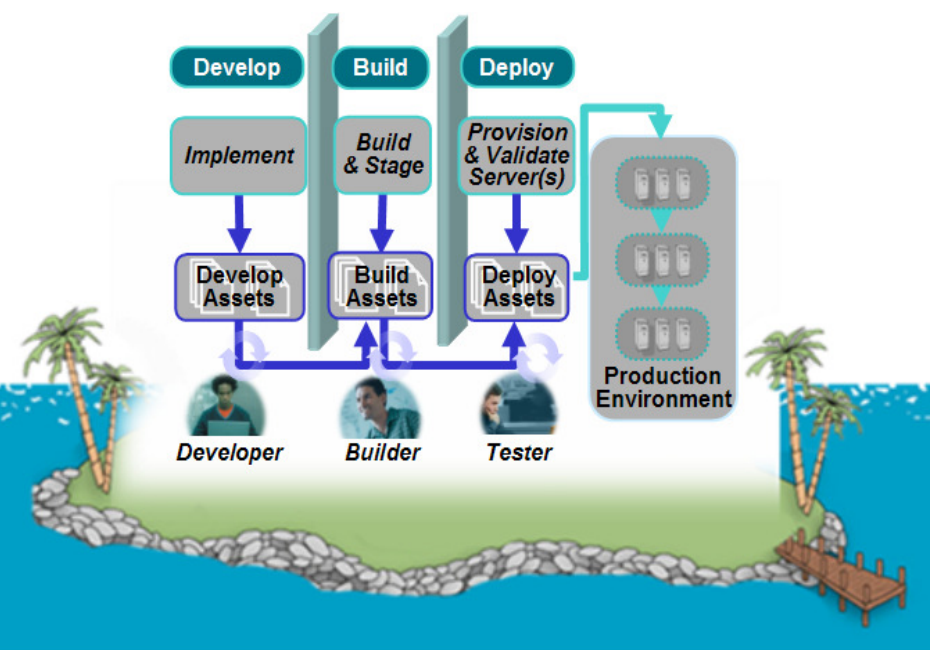 Develop
Build
Deploy
Implement
Build
& Stage
Provision
& Validate
Server(s)
Develop
Assets
Build
Assets
Deploy
Assets
Production
Environment
Developer
Builder
Tester